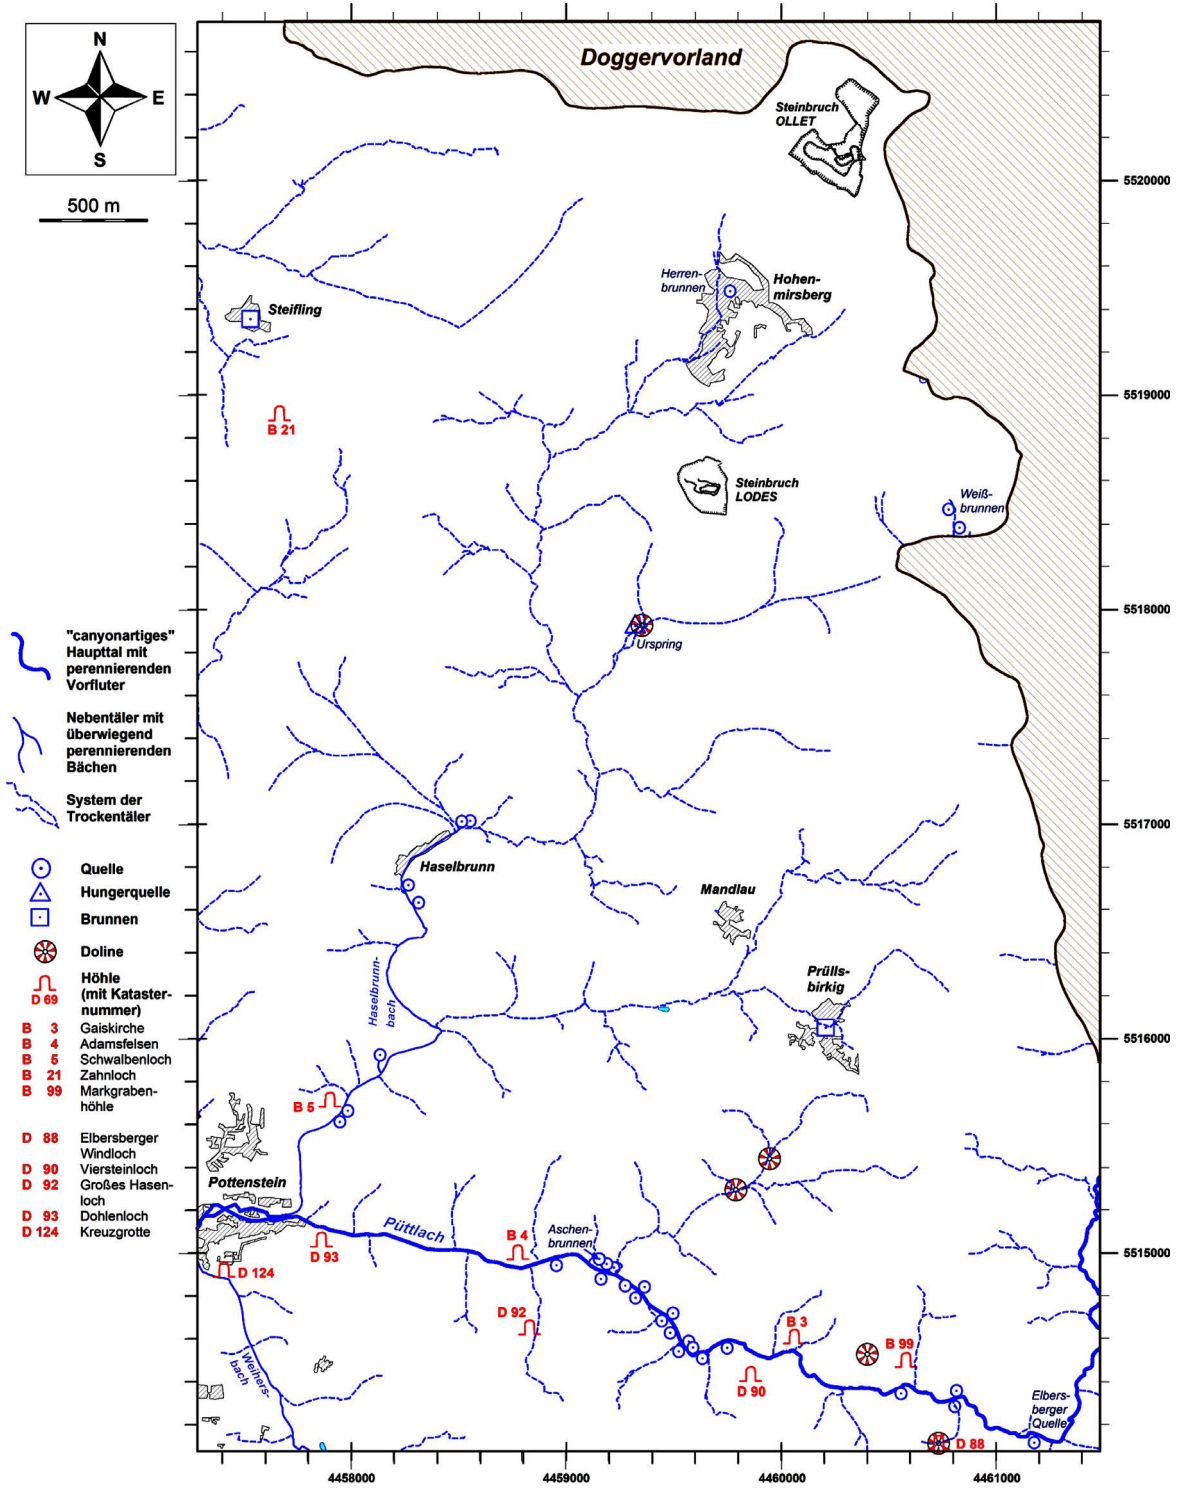 N
W
E
S
500 m
Doggervorland
Steinbruch
OLLET
5520000
Herren-
brunnen
Hohen-
mirsberg
Steifling
5519000
B 21
Steinbruch
LODES
Weiß-
brunnen
5518000
Urspring
"canyonartiges"
Haupttal mit
perennierenden
Vorfluter
Nebentäler mit
überwiegend
perennierenden
Bächen
System der
Trockentäler
5517000
Haselbrunn
Mandlau
Quelle
Hungerquelle
Brunnen
Doline
Höhle
(mit Kataster-
nummer)
D 69
B 3 Gaiskirche
B 4 Adamsfelsen
B 5 Schwalbenloch
B 21 Zahnloch
B 99 Markgraben-
höhle
D 88 Elbersberger
Windloch
D 90 Viersteinloch
D 92 Großes Hasen-
loch
D 93 Dohlenloch
D 124 Kreuzgrotte
Haselbrunn-
bach
Prülls-
birkig
5516000
B 5
Pottenstein
Püttlach
B 4
Aschen-
brunnen
5515000
D 93
D 124
D 92
B 3
B 99
D 90
Weihers-
bach
Elbers-
berger
Quelle
D 88
4458000
4459000
4460000
4461000